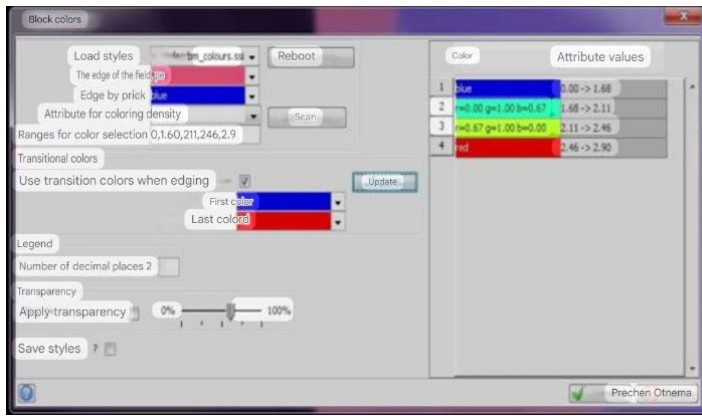 Block colors
Load styles
bm_colours.ssi
Reboot
The edge of the field
Edge by prick blue
Attribute for coloring density
Scan
Ranges for color selection 0,1.60,211,246,2.9
Transitional colors
Use transition colors when edging
Update
First color
Last colord
Legend
Number of decimal places 2
Transparency
Apply transparency 0% 100%
Save styles ?
Color Attribute values
1 blue 0.00 -> 1.68
2 r=0.00 g=1.00 b=0.67 1.68 -> 2.11
3 r=0.67 g=1.00 b=0.00 2.11 -> 2.46
4 red 2.46 -> 2.90
Prechen Otnema